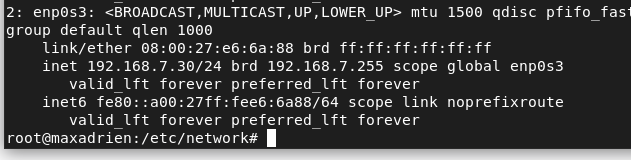 2: enp0s3: <BROADCAST,MULTICAST,UP,LOWER_UP> mtu 1500 qdisc pfifo_fast
group default qlen 1000
link/ether 08:00:27:e6:6a:88 brd ff:ff:ff:ff:ff:ff
inet 192.168.7.30/24 brd 192.168.7.255 scope global enp0s3
valid_lft forever preferred_lft forever
inet6 fe80::a00:27ff:fee6:6a88/64 scope link noprefixroute
valid_lft forever preferred_lft forever
root@maxadrien:/etc/network#